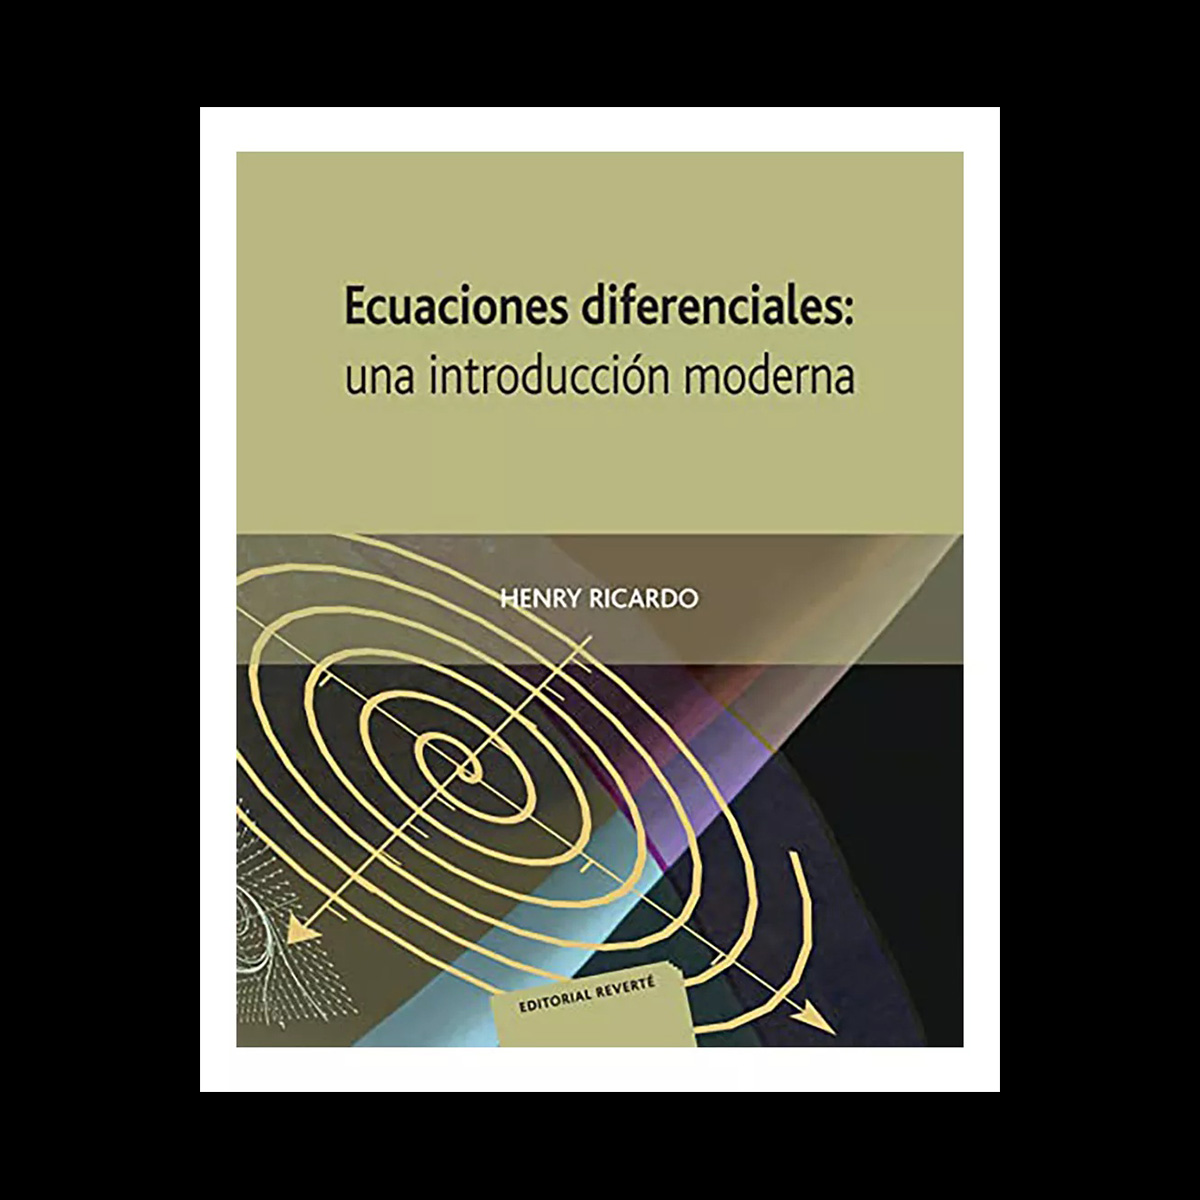 Ecuaciones diferenciales:
una introducción moderna
HENRY RICARDO
EDITORIAL REVERTÉ